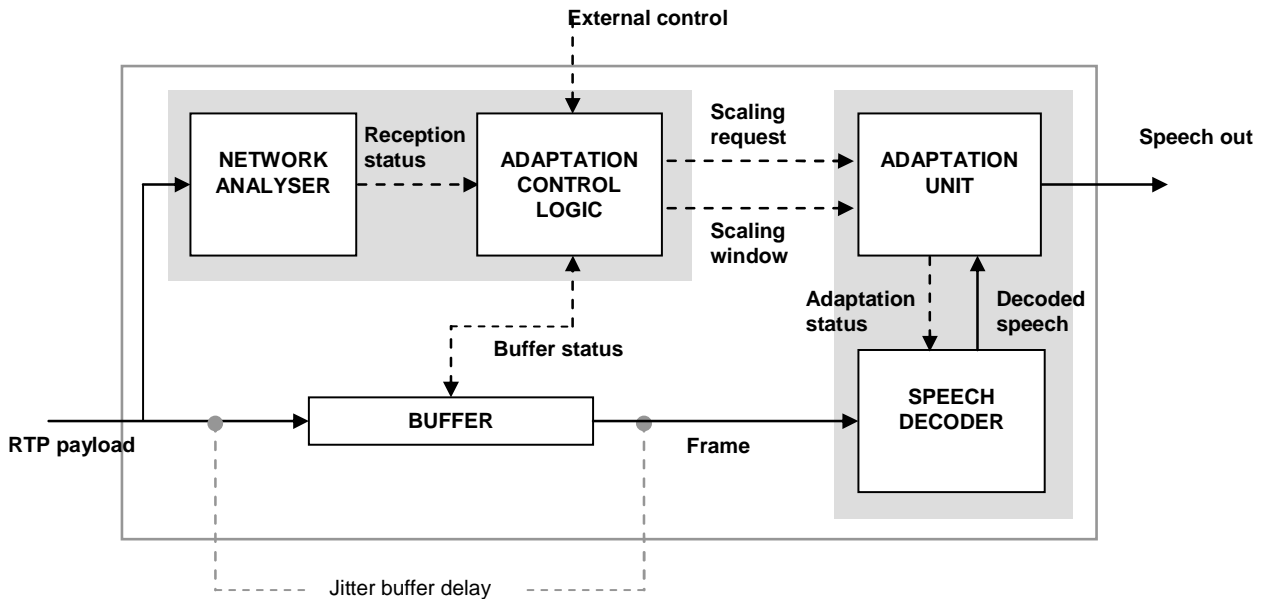 External control
Scaling
request
Speech out
Reception
status
NETWORK
ANALYSER
ADAPTATION
CONTROL
LOGIC
ADAPTATION
UNIT
Scaling
window
Adaptation
status
Decoded
speech
Buffer status
BUFFER
SPEECH
DECODER
RTP payload
Frame
Jitter buffer delay